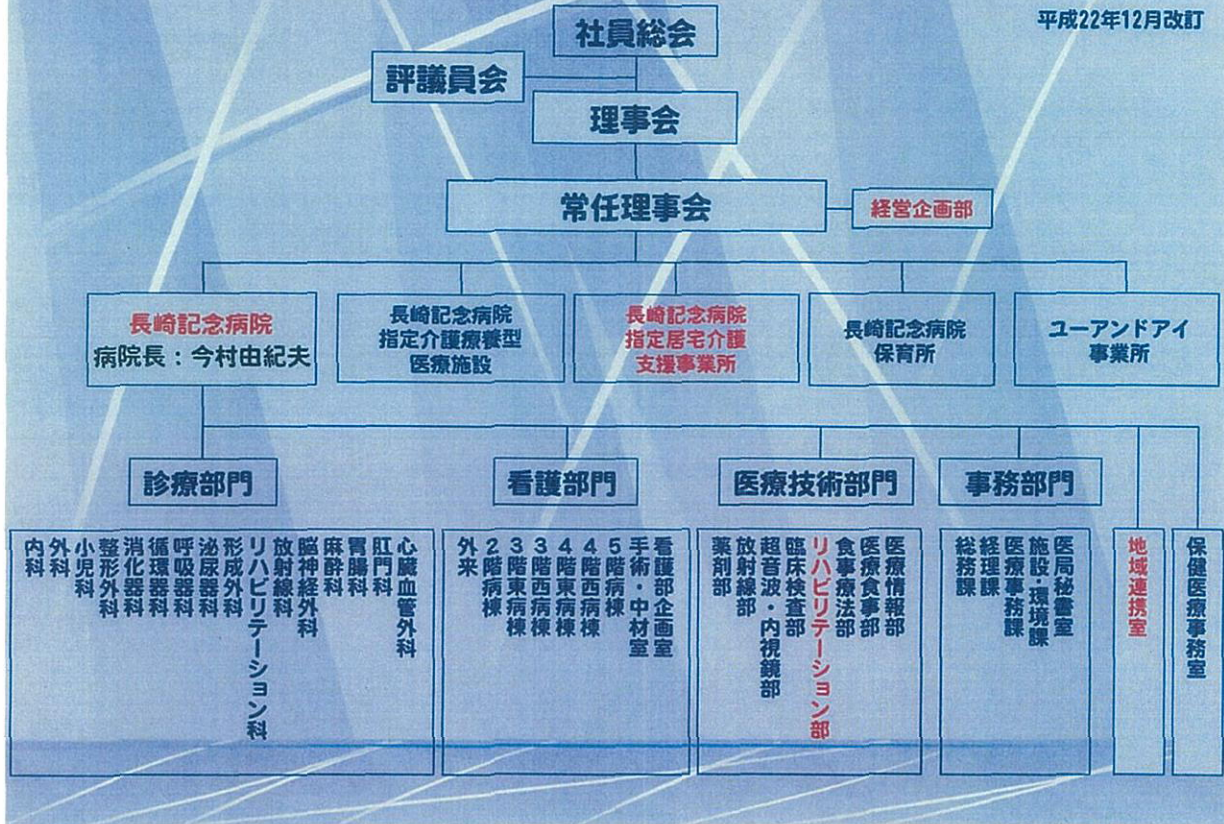 平成22年12月改訂
社員総会
評議員会
理事会
常任理事会
経営企画部
長崎記念病院
病院長：今村由紀夫
長崎記念病院
指定介護療養型
医療施設
長崎記念病院
指定居宅介護
支援事業所
長崎記念病院
保育所
ユーアンドアイ
事業所
診療部門
看護部門
医療技術部門
事務部門
内科
外科
小児科
整形外科
消化器科
循環器科
呼吸器科
泌尿器科
形成外科
リハビリテーション科
放射線科
脳神経外科
麻酔科
胃腸科
肛門科
心臓血管外科
外来
2階病棟
3階東病棟
3階西病棟
4階東病棟
4階西病棟
5階病棟
手術・中材室
看護部企画室
薬剤部
放射線部
超音波・内視鏡部
臨床検査部
リハビリテーション部
食事療法部
医療食事部
医療情報部
総務課
経理課
医療事務課
施設・環境課
医局秘書室
地域連携室
保健医療事務室